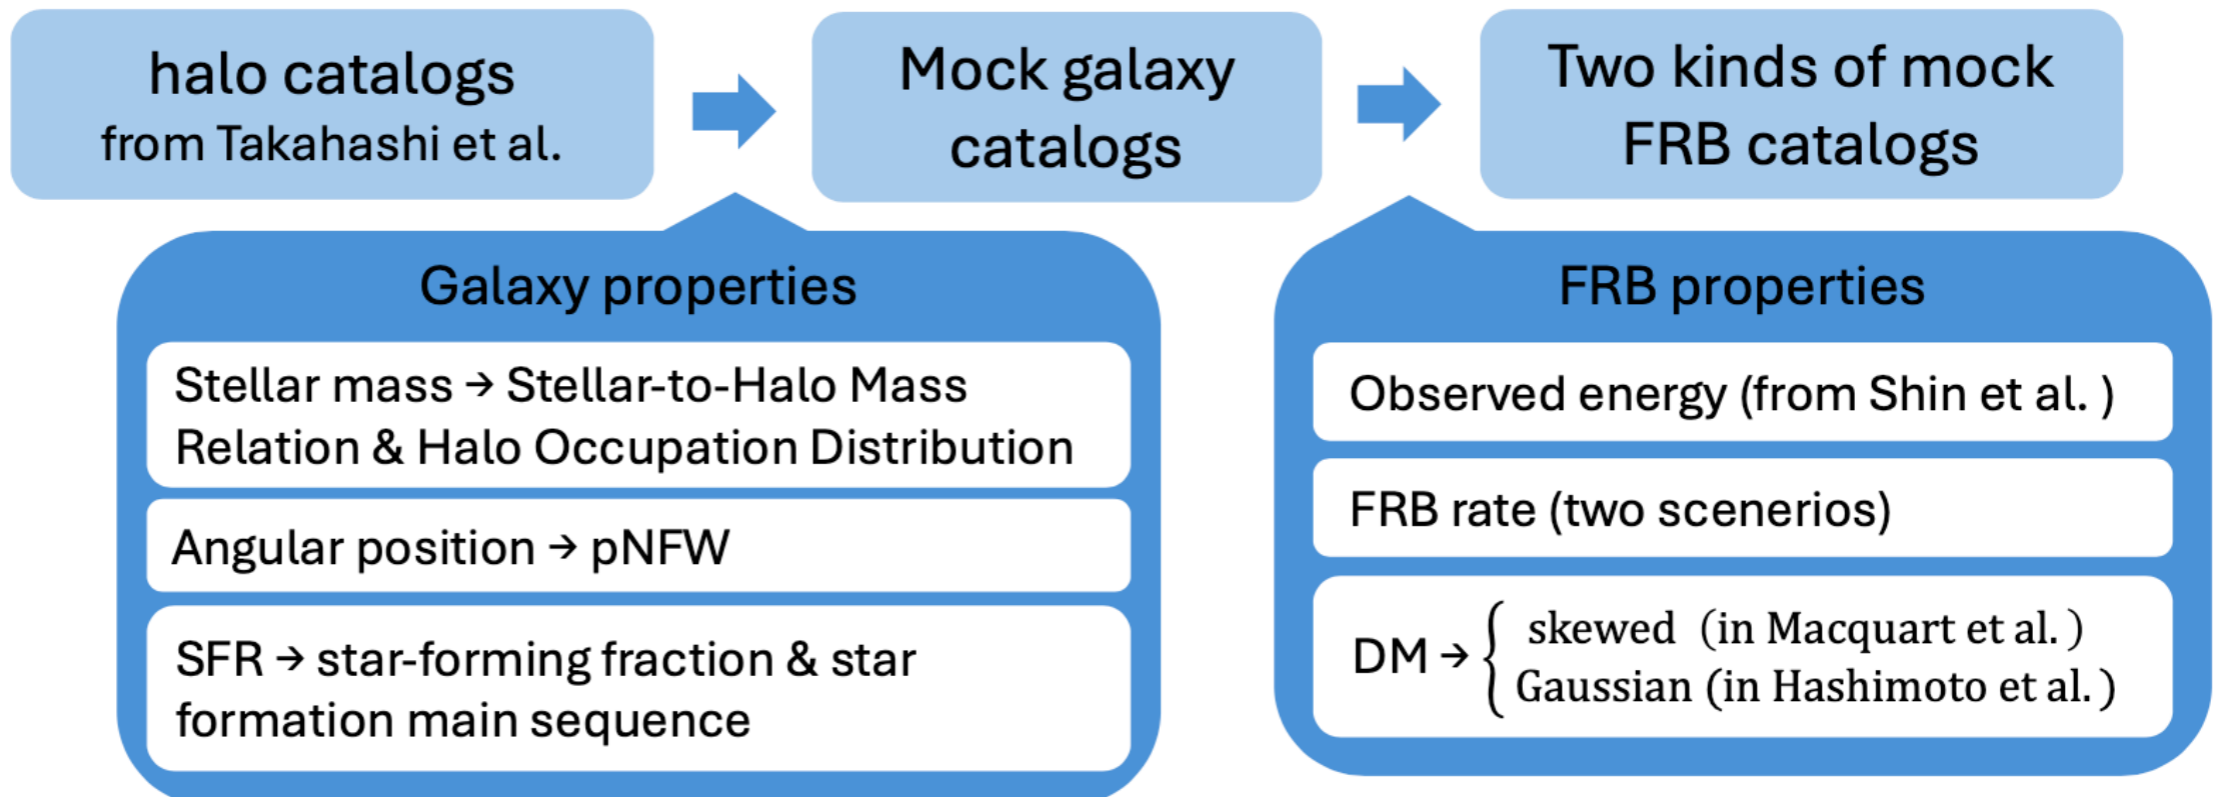 halo catalogs
from Takahashi et al.
Mock galaxy
catalogs
Two kinds of mock
FRB catalogs
Galaxy properties
Stellar mass → Stellar-to-Halo Mass
Relation & Halo Occupation Distribution
Angular position → pNFW
SFR → star-forming fraction & star
formation main sequence
FRB properties
Observed energy (from Shin et al. )
FRB rate (two scenerios)
DM → { skewed (in Macquart et al. )
Gaussian (in Hashimoto et al. )